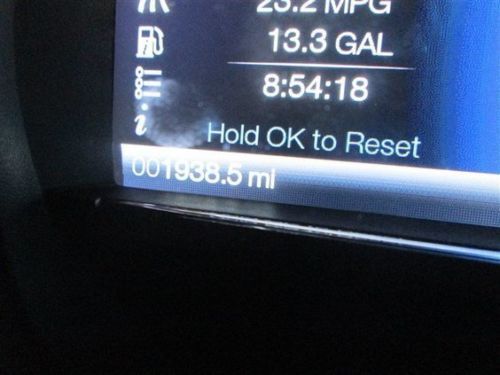 23.2 MPG
13.3 GAL
8:54:18
i
Hold OK to Reset
001938.5 mi